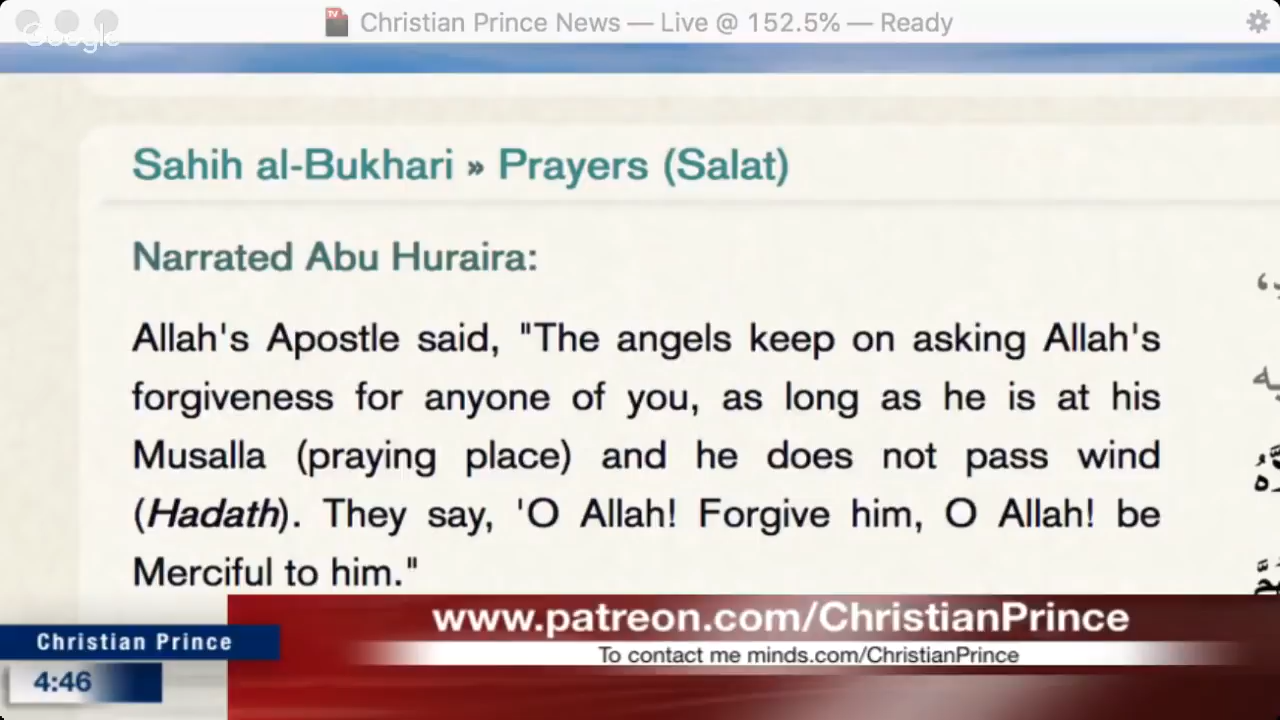 Christian Prince News — Live @ 152.5% — Ready
Google
Sahih al-Bukhari » Prayers (Salat)
Narrated Abu Huraira:
Allah's Apostle said, "The angels keep on asking Allah's
forgiveness for anyone of you, as long as he is at his
Musalla (praying place) and he does not pass wind
(Hadath). They say, 'O Allah! Forgive him, O Allah! be
Merciful to him."
www.patreon.com/ChristianPrince
To contact me minds.com/ChristianPrince
Christian Prince
4:46